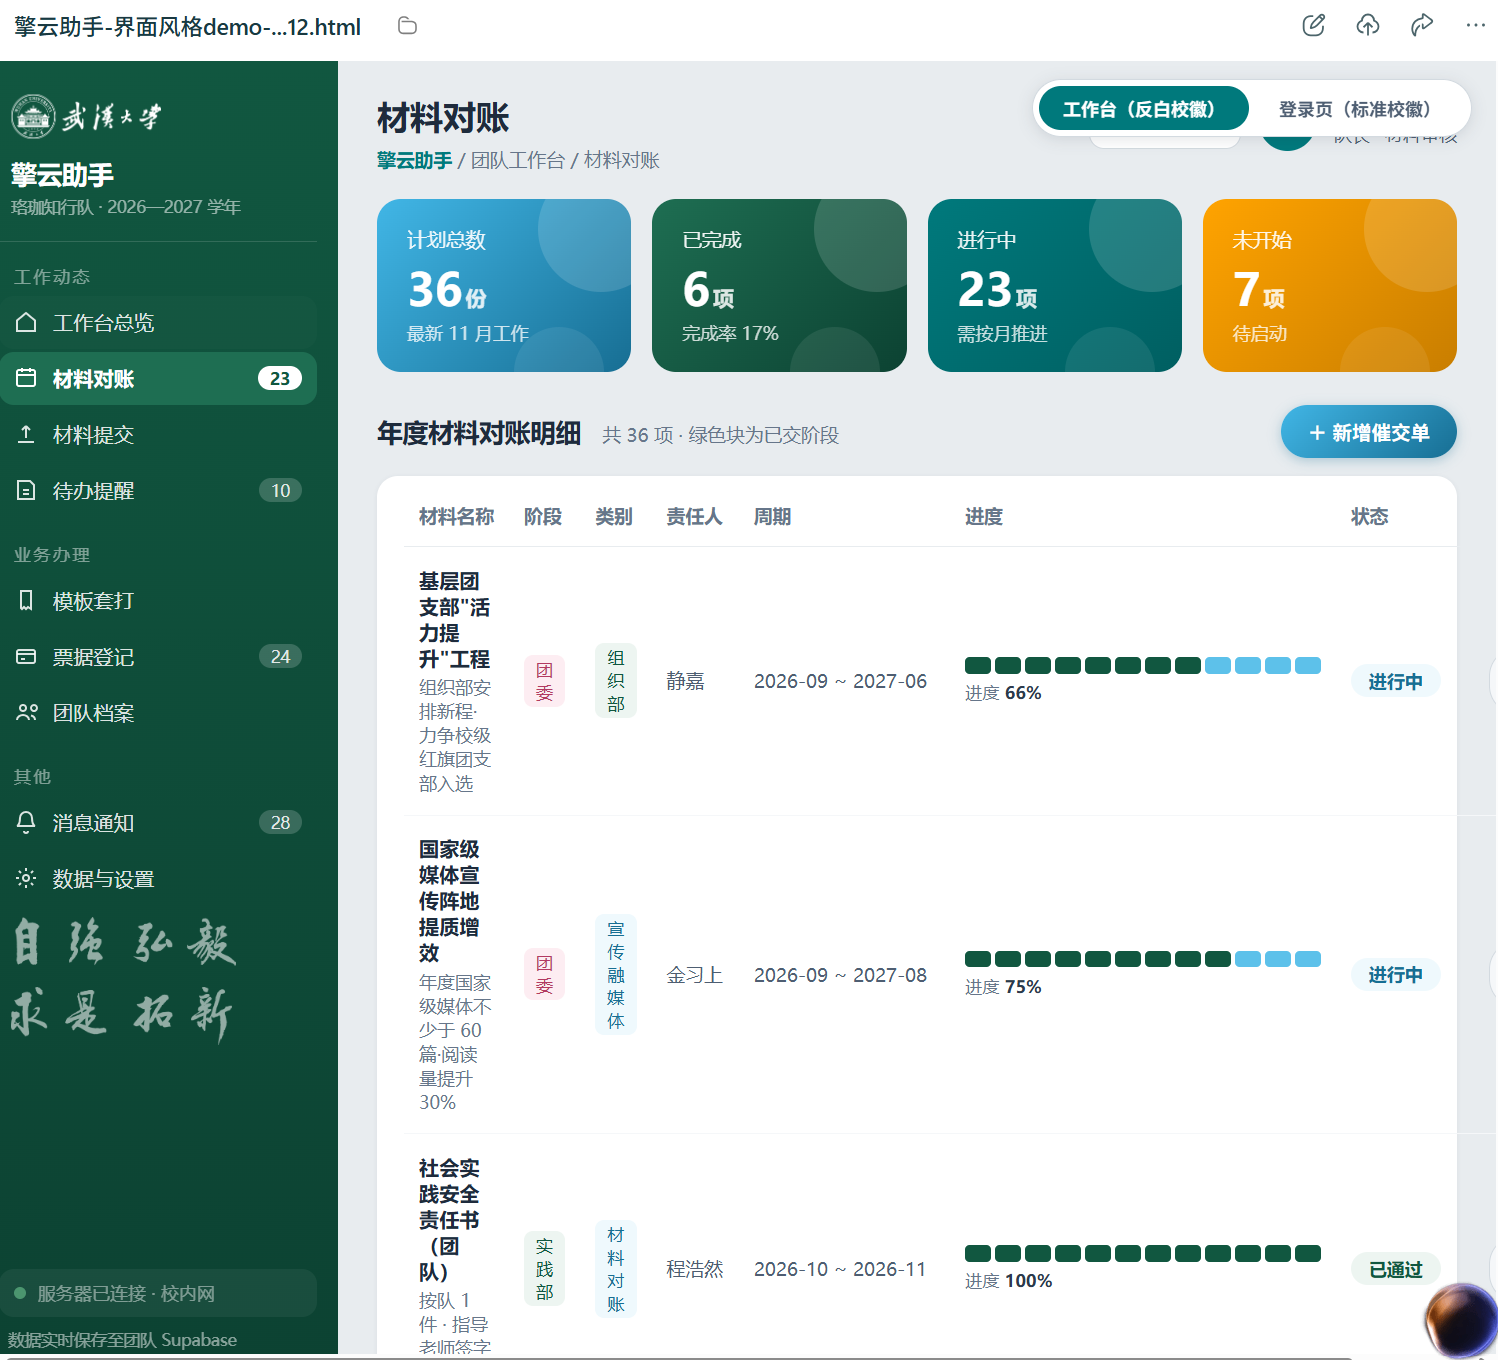 擎云助手-界面风格demo-...12.html
武汉大学
擎云助手
珞珈知行队 · 2026—2027 学年
工作动态
工作台总览
材料对账
23
材料提交
待办提醒
10
业务办理
模板套打
票据登记
24
团队档案
其他
消息通知
28
数据与设置
自强弘毅
求是拓新
服务器已连接 · 校内网
数据实时保存至团队 Supabase
材料对账
擎云助手 / 团队工作台 / 材料对账
工作台（反白校徽）
登录页（标准校徽）
计划总数
36份
最新 11 月工作
已完成
6项
完成率 17%
进行中
23项
需按月推进
未开始
7项
待启动
年度材料对账明细
共 36 项 · 绿色块为已交阶段
+ 新增催交单
材料名称 阶段 类别 责任人 周期 进度 状态
基层团
支部"活
力提
升"工程
组织部安
排新程·
力争校级
红旗团支
部入选
团
委
组
织
部
静嘉
2026-09 ~ 2027-06
进度 66%
进行中
国家级
媒体宣
传阵地
提质增
效
年度国家
级媒体不
少于 60
篇·阅读
量提升
30%
团
委
宣
传
融
媒
体
金习上
2026-09 ~ 2027-08
进度 75%
进行中
社会实
践安全
责任书
（团
队）
按队 1
件 · 指导
老师签字
实
践
部
材
料
对
账
程浩然
2026-10 ~ 2026-11
进度 100%
已通过